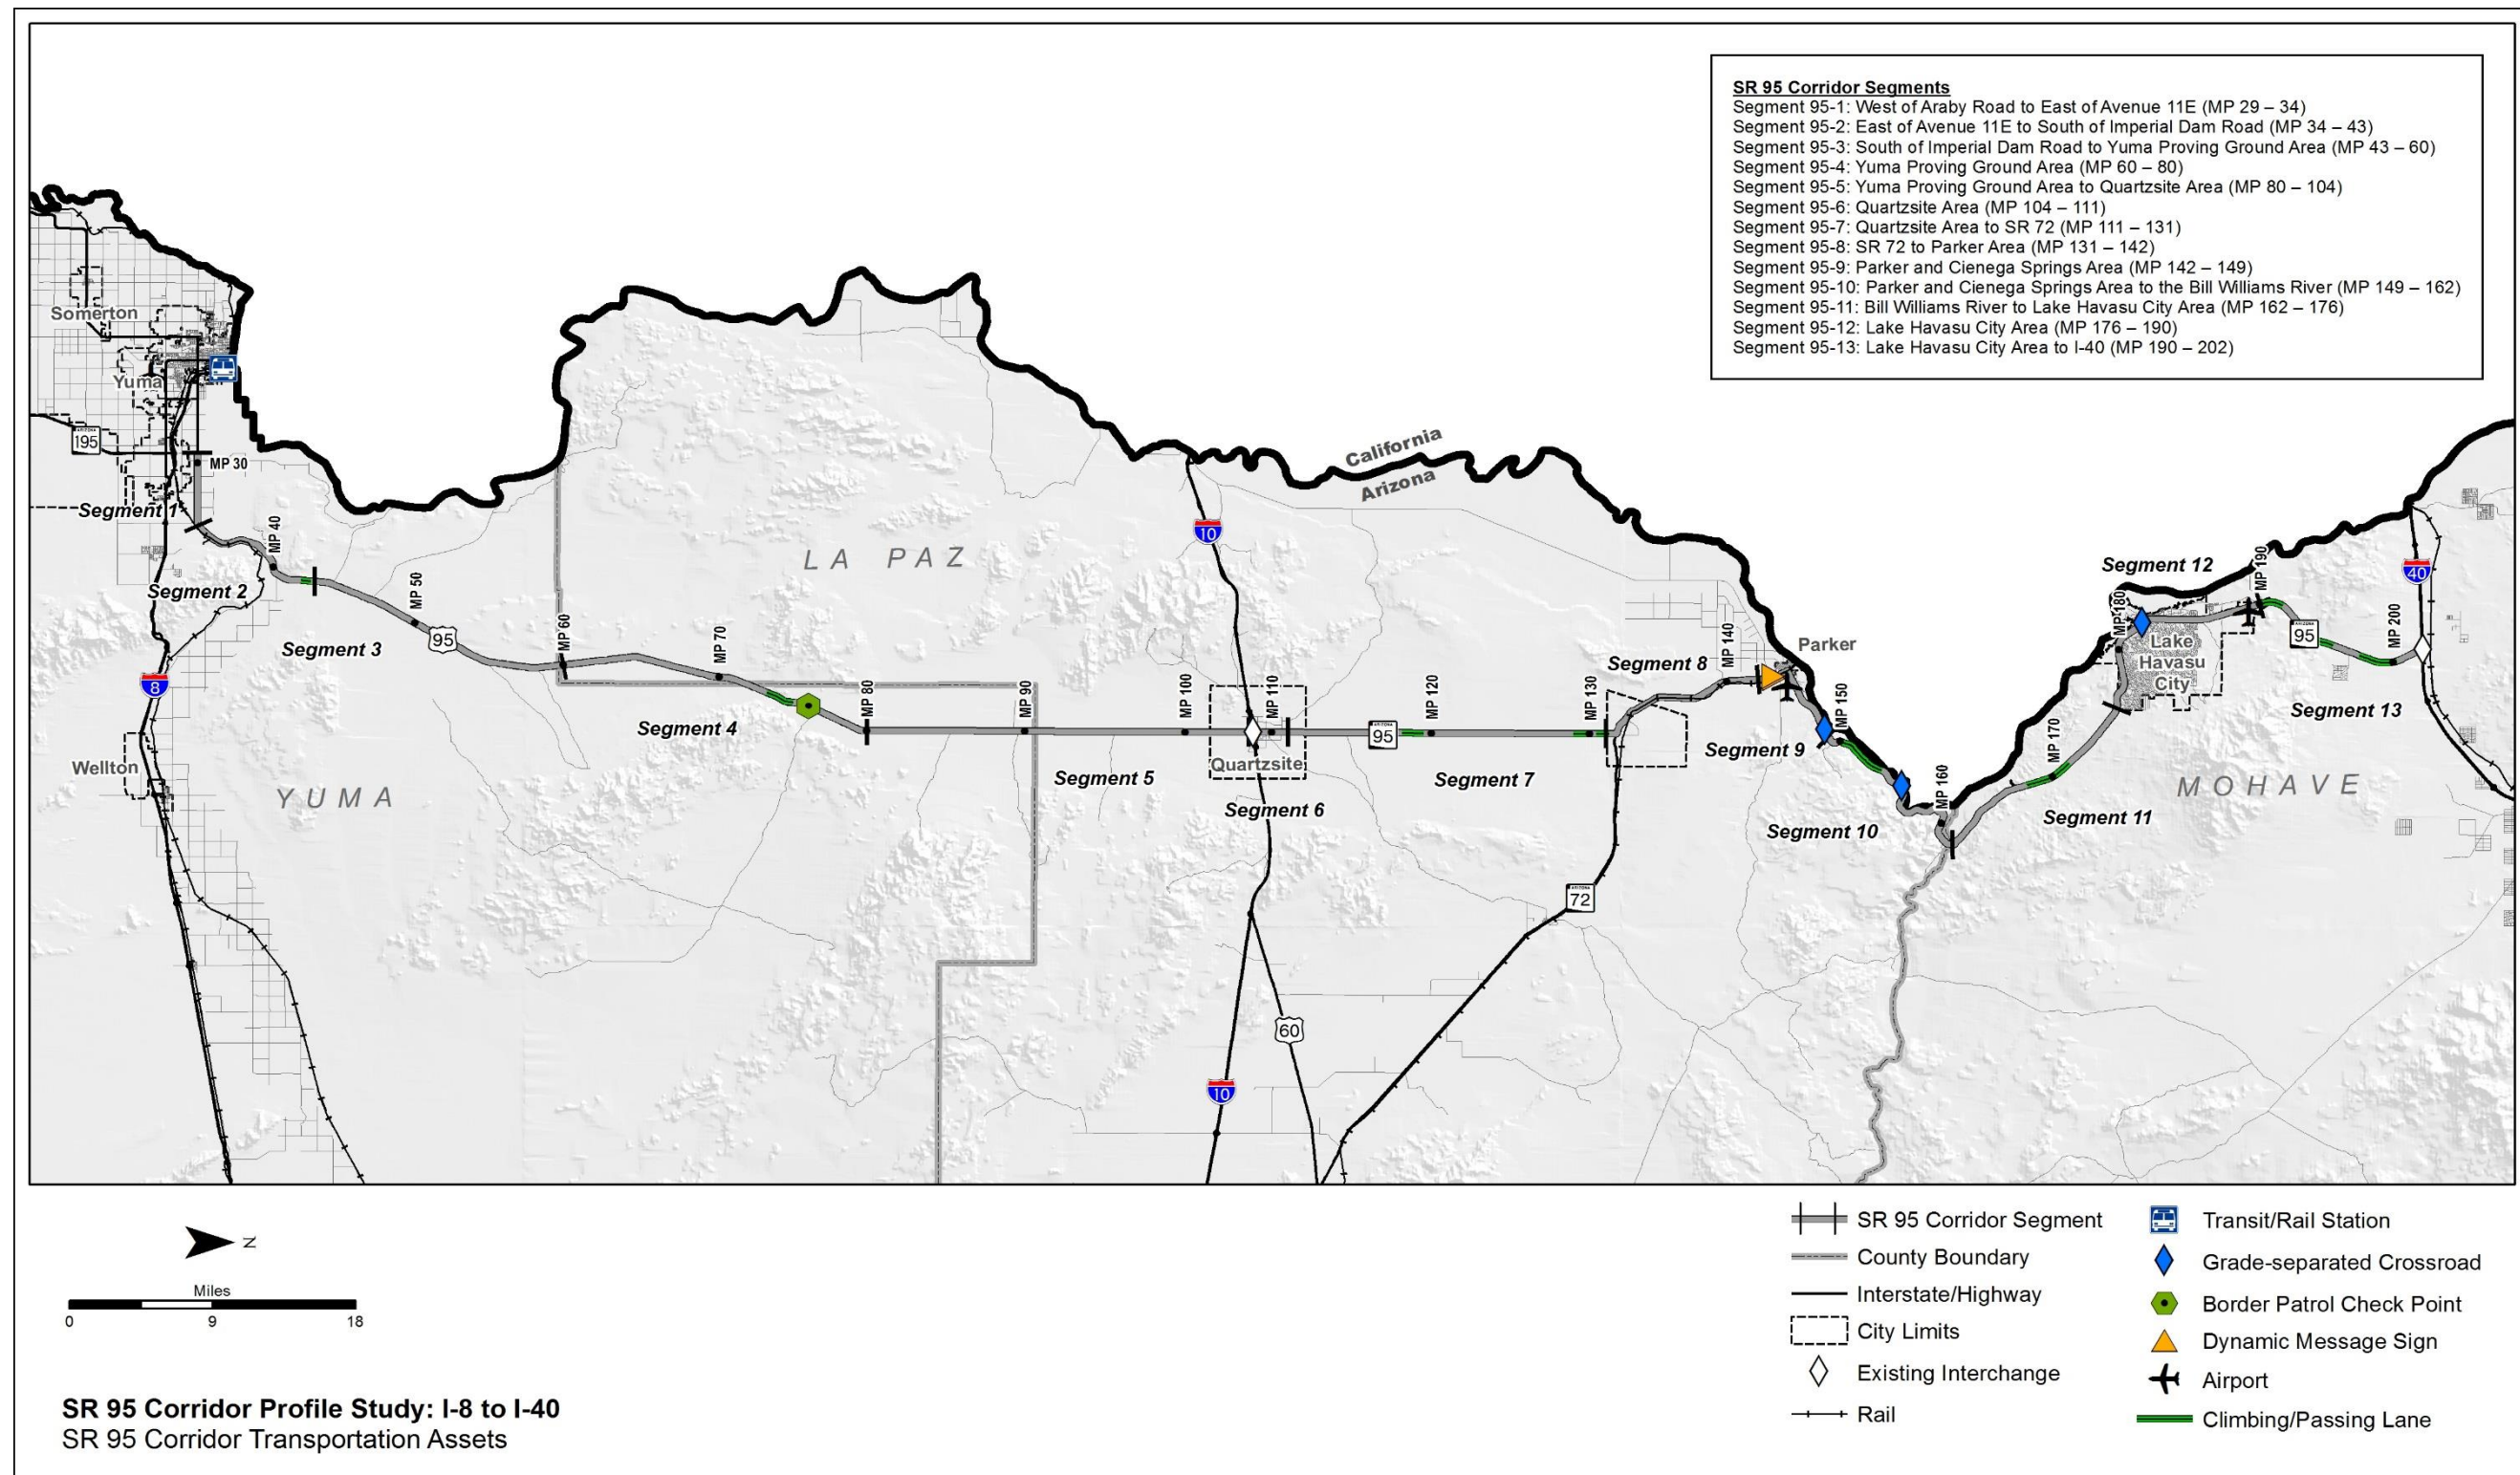 SR 95 Corridor Segments
Segment 95-1: West of Araby Road to East of Avenue 11E (MP 29 – 34)
Segment 95-2: East of Avenue 11E to South of Imperial Dam Road (MP 34 – 43)
Segment 95-3: South of Imperial Dam Road to Yuma Proving Ground Area (MP 43 – 60)
Segment 95-4: Yuma Proving Ground Area (MP 60 – 80)
Segment 95-5: Yuma Proving Ground Area to Quartzsite Area (MP 80 – 104)
Segment 95-6: Quartzsite Area (MP 104 – 111)
Segment 95-7: Quartzsite Area to SR 72 (MP 111 – 131)
Segment 95-8: SR 72 to Parker Area (MP 131 – 142)
Segment 95-9: Parker and Cienega Springs Area (MP 142 – 149)
Segment 95-10: Parker and Cienega Springs Area to the Bill Williams River (MP 149 – 162)
Segment 95-11: Bill Williams River to Lake Havasu City Area (MP 162 – 176)
Segment 95-12: Lake Havasu City Area (MP 176 – 190)
Segment 95-13: Lake Havasu City Area to I-40 (MP 190 – 202)
Somerton
Yuma
ARIZONA
195
MP 30
Segment 1
MP 40
Segment 2
MP 50
95
Segment 3
8
Wellton
YUMA
MP 60
LA PAZ
MP 70
Segment 4
MP 80
MP 90
Segment 5
MP 100
10
MP 110
Quartzsite
Segment 6
California
Arizona
ARIZONA
95
MP 120
Segment 7
MP 130
Segment 8
MP 140
Parker
Segment 9
MP 150
Segment 10
MP 160
ARIZONA
72
60
10
MP 170
Segment 11
MOHAVE
Segment 12
MP 180
Lake
Havasu
City
MP 190
ARIZONA
95
MP 200
40
Segment 13
N
Miles
0 9 18
SR 95 Corridor Profile Study: I-8 to I-40
SR 95 Corridor Transportation Assets
SR 95 Corridor Segment
County Boundary
Interstate/Highway
City Limits
Existing Interchange
Rail
Transit/Rail Station
Grade-separated Crossroad
Border Patrol Check Point
Dynamic Message Sign
Airport
Climbing/Passing Lane